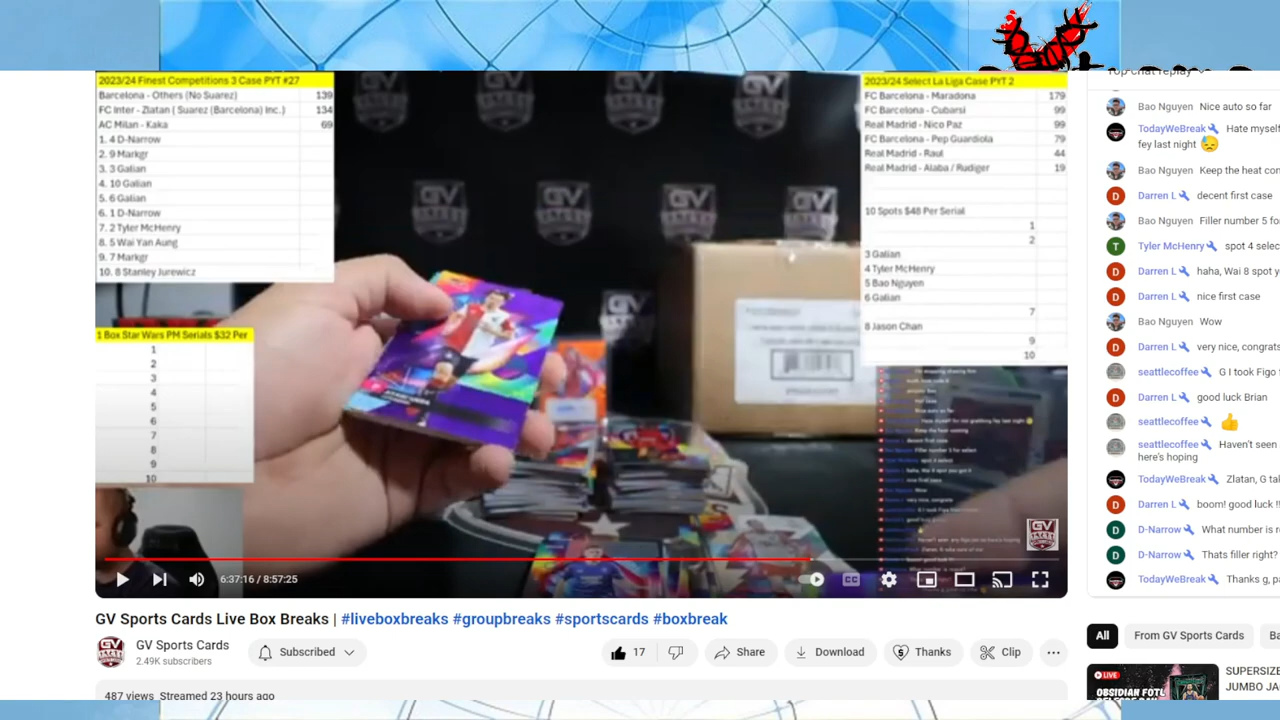 2023/24 Finest Competitions 3 Case PYT #27
Barcelona - Others (No Suarez) 139
FC Inter - Zlatan ( Suarez (Barcelona) Inc.) 134
AC Milan - Kaka 69
1. 4 D-Narrow
2. 9 Markgr
3. 3 Galian
4. 10 Galian
5. 6 Galian
6. 1 D-Narrow
7. 2 Tyler McHenry
8. 5 Wai Yan Aung
9. 7 Markgr
10. 8 Stanley Jurewicz
1 Box Star Wars PM Serials $32 Per
1
2
3
4
5
6
7
8
9
10
2023/24 Select La Liga Case PYT 2
FC Barcelona - Maradona 179
FC Barcelona - Cubarsi 99
Real Madrid - Nico Paz 99
FC Barcelona - Pep Guardiola 79
Real Madrid - Raul 44
Real Madrid - Alaba / Rudiger 19
10 Spots $48 Per Serial
1
2
3 Galian
4 Tyler McHenry
5 Bao Nguyen
6 Galian
7
8 Jason Chan
9
10
GV
GV
6:37:16 / 8:57:25
CC
GV Sports Cards Live Box Breaks | #liveboxbreaks #groupbreaks #sportscards #boxbreak
GV Sports Cards
2.49K subscribers
Subscribed
17
Share
Download
Thanks
Clip
487 views Streamed 23 hours ago
Top chat replay
Bao Nguyen Nice auto so far
TodayWeBreak Hate myself
fey last night
Bao Nguyen Keep the heat con
Darren L decent first case
Bao Nguyen Filler number 5 fo
Tyler McHenry spot 4 selec
Darren L haha, Wai 8 spot y
Darren L nice first case
Bao Nguyen Wow
Darren L very nice, congrats
seattlecoffee G I took Figo f
Darren L good luck Brian
seattlecoffee
seattlecoffee Haven't seen
here's hoping
TodayWeBreak Zlatan, G tal
Darren L boom! good luck !
D-Narrow What number is n
D-Narrow Thats filler right?
TodayWeBreak Thanks g, pa
All
From GV Sports Cards
Ba
LIVE
OBSIDIAN FOTL
SUPERSIZE
JUMBO JA